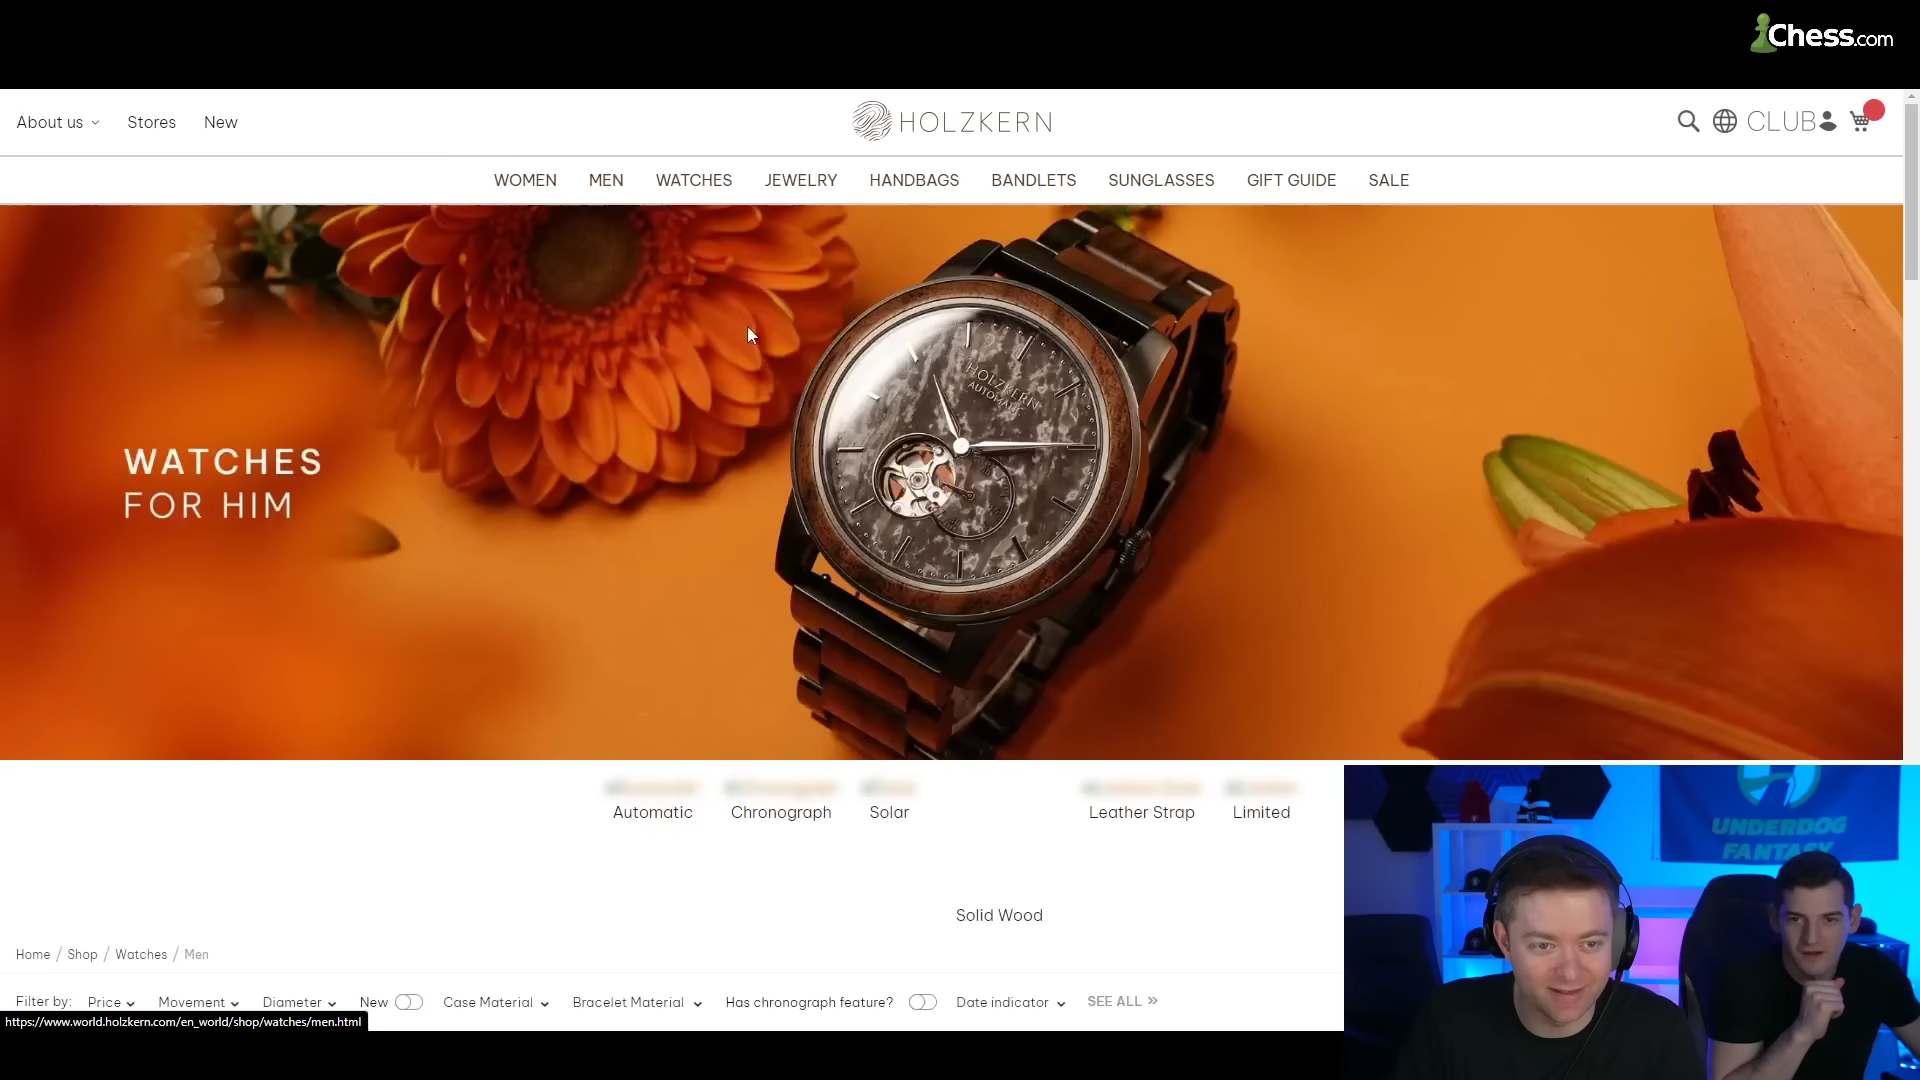 Chess.com
About us
Stores
New
HOLZKERN
CLUB
WOMEN
MEN
WATCHES
JEWELRY
HANDBAGS
BANDLETS
SUNGLASSES
GIFT GUIDE
SALE
HOLZKERN
AUTOMATIC
WATCHES
FOR HIM
Automatic
Chronograph
Solar
Leather Strap
Limited
Solid Wood
Home / Shop / Watches / Men
Filter by:
Price
Movement
Diameter
New
Case Material
Bracelet Material
Has chronograph feature?
Date indicator
SEE ALL »
https://www.world.holzkern.com/en_world/shop/watches/men.html
UNDERDOG
FANTASY